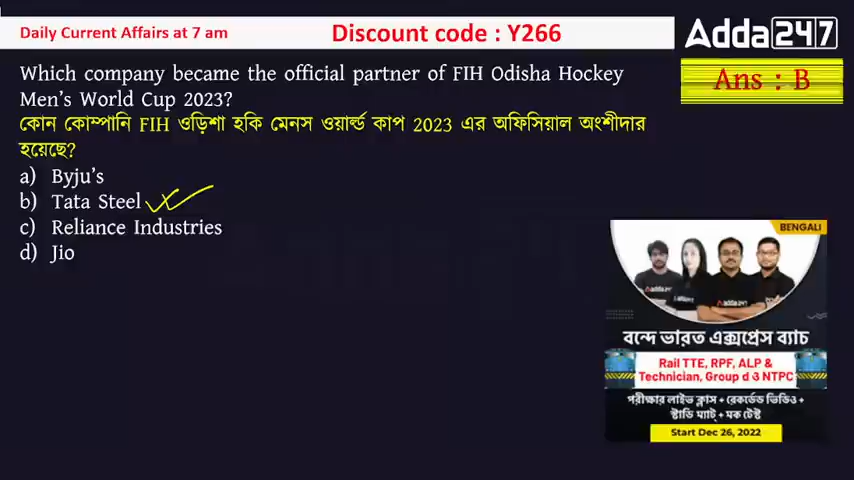 Daily Current Affairs at 7 am
Discount code : Y266
Adda247
Ans : B
Which company became the official partner of FIH Odisha Hockey
Men's World Cup 2023?
কোন কোম্পানি FIH ওড়িশা হকি মেনস ওয়ার্ল্ড কাপ 2023 এর অফিসিয়াল অংশীদার
হয়েছে?
a) Byju's
b) Tata Steel
c) Reliance Industries
d) Jio
BENGALI
বন্দে ভারত এক্সপ্রেস ব্যাচ
Rail TTE, RPF, ALP &
Technician, Group d ও NTPC
পরীক্ষার লাইভ ক্লাস + রেকর্ডেড ভিডিও +
স্টাডি ম্যাট্ + মক টেস্ট
Start Dec 26, 2022